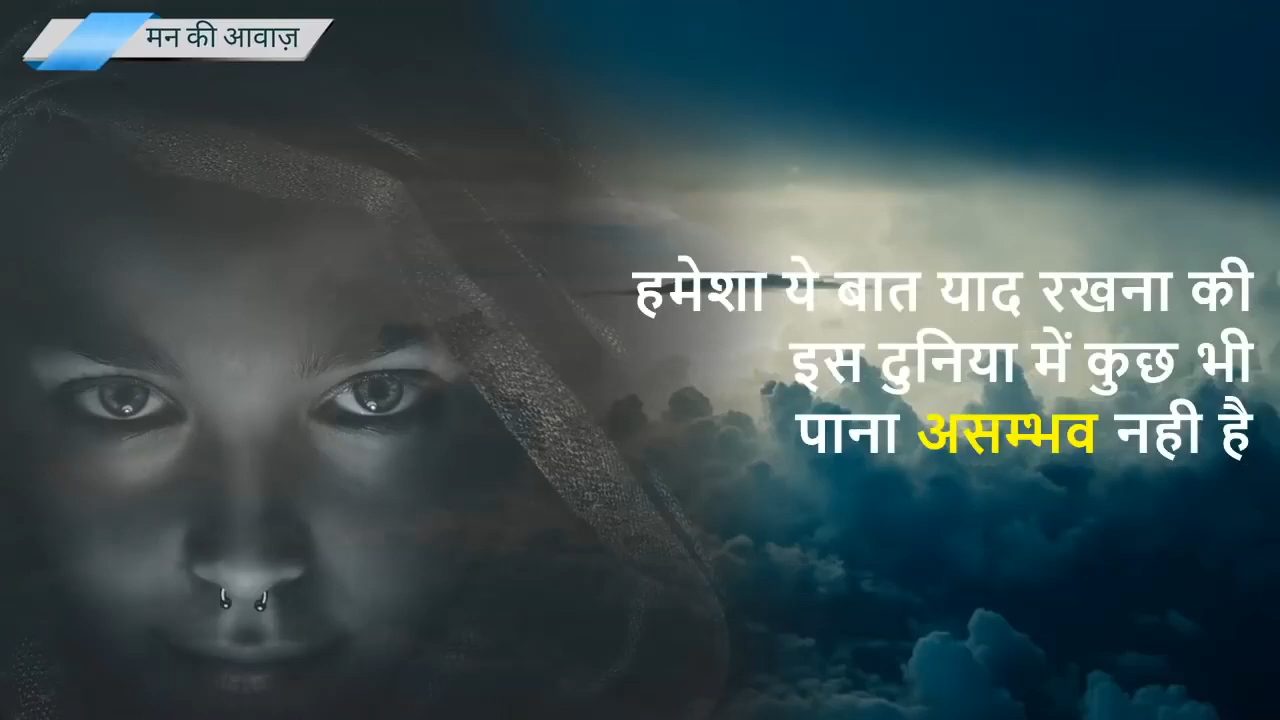 मन की आवाज़
हमेशा ये बात याद रखना की
इस दुनिया में कुछ भी
पाना असम्भव नही है